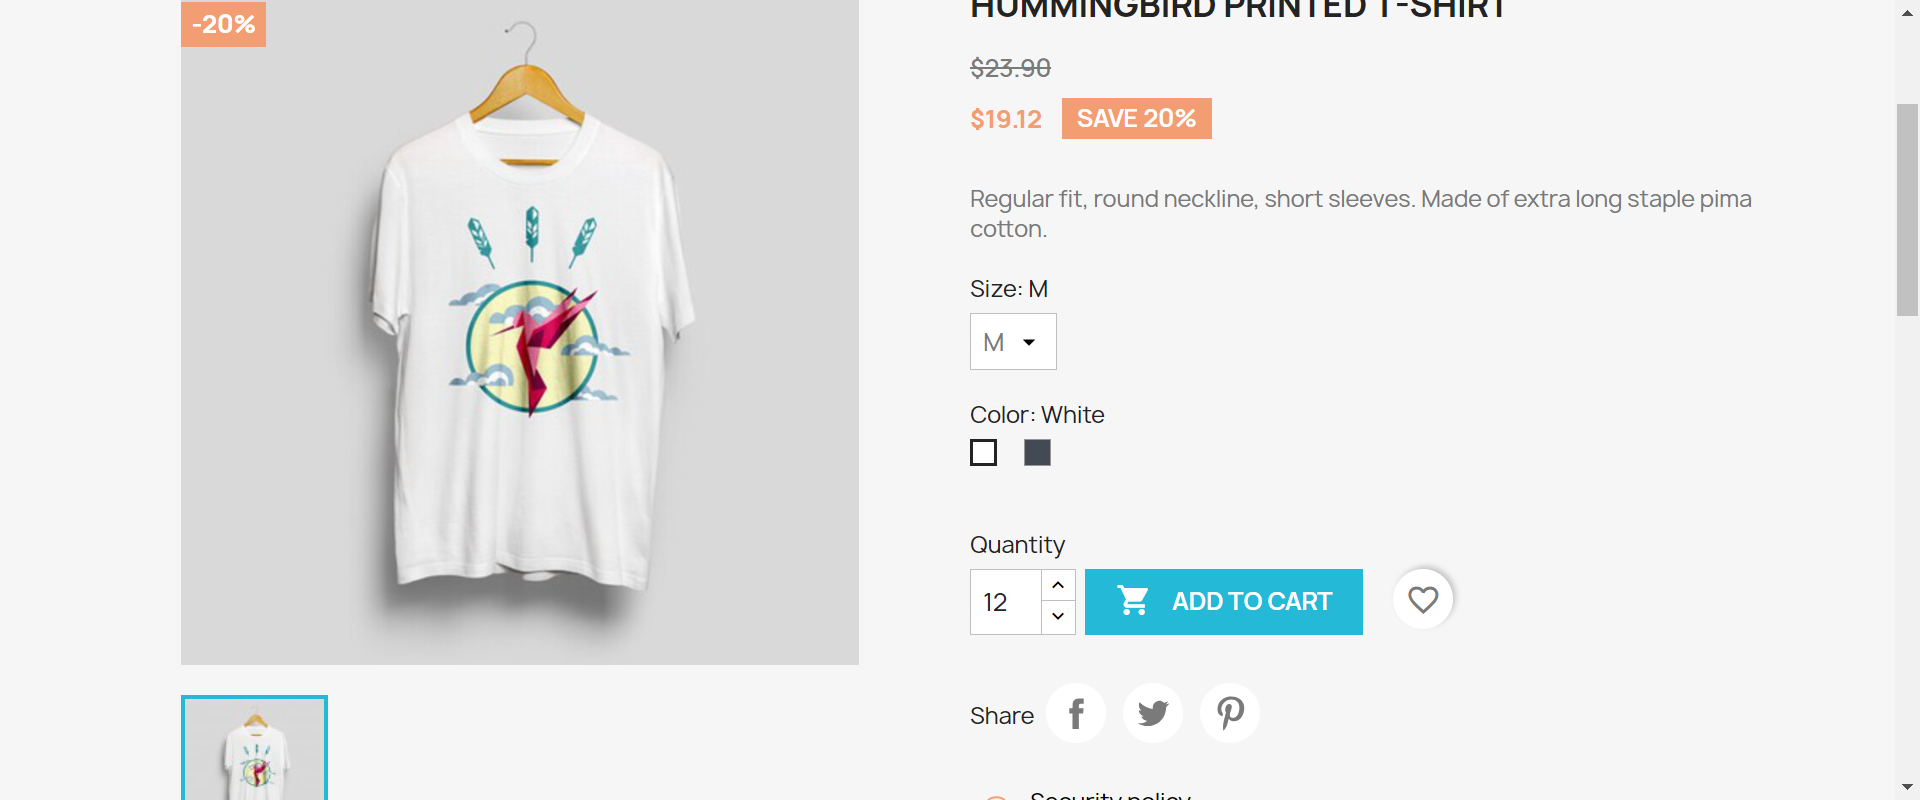 -20%
HUMMINGBIRD PRINTED T-SHIRT
$23.90
$19.12 SAVE 20%
Regular fit, round neckline, short sleeves. Made of extra long staple pima
cotton.
Size: M
M
Color: White
Quantity
12
ADD TO CART
Share
Security policy